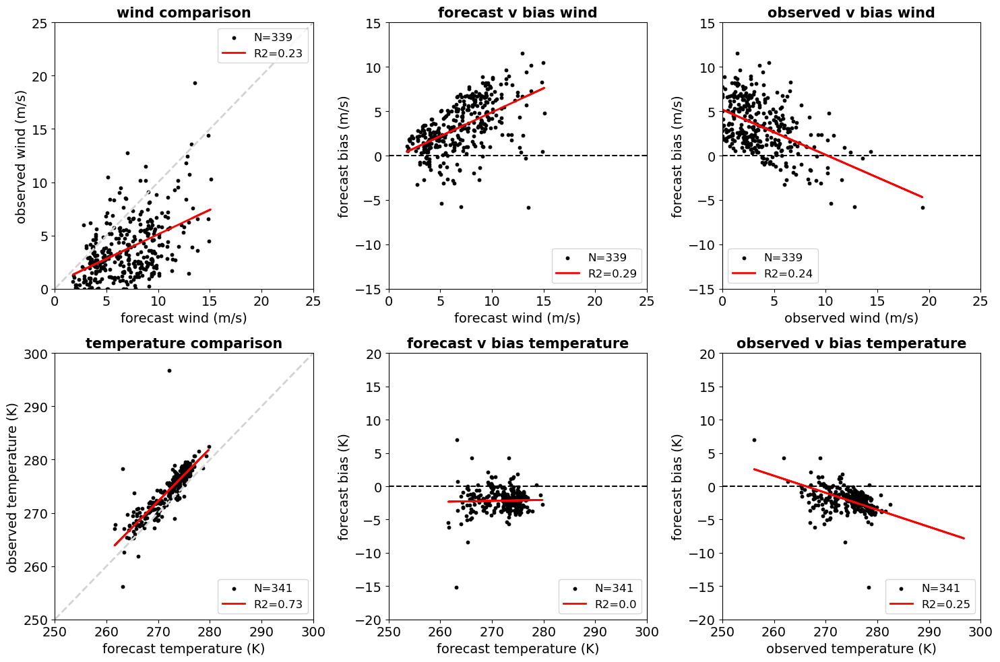 wind comparison
25
20
15
10
5
0
0 5 10 15 20 25
observed wind (m/s)
forecast wind (m/s)
N=339
R2=0.23
forecast v bias wind
15
10
5
0
−5
−10
−15
0 5 10 15 20 25
forecast bias (m/s)
forecast wind (m/s)
N=339
R2=0.29
observed v bias wind
15
10
5
0
−5
−10
−15
0 5 10 15 20 25
forecast bias (m/s)
observed wind (m/s)
N=339
R2=0.24
temperature comparison
300
290
280
270
260
250
250 260 270 280 290 300
observed temperature (K)
forecast temperature (K)
N=341
R2=0.73
forecast v bias temperature
20
15
10
5
0
−5
−10
−15
−20
250 260 270 280 290 300
forecast bias (K)
forecast temperature (K)
N=341
R2=0.0
observed v bias temperature
20
15
10
5
0
−5
−10
−15
−20
250 260 270 280 290 300
forecast bias (K)
observed temperature (K)
N=341
R2=0.25